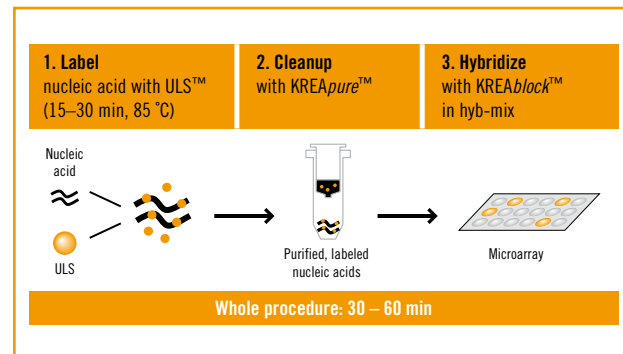 1. Label
nucleic acid with ULS™
(15–30 min, 85 ˚C)
2. Cleanup
with KREApure™
3. Hybridize
with KREAblock™
in hyb-mix
Nucleic
acid
ULS
Purified, labeled
nucleic acids
Microarray
Whole procedure: 30 – 60 min